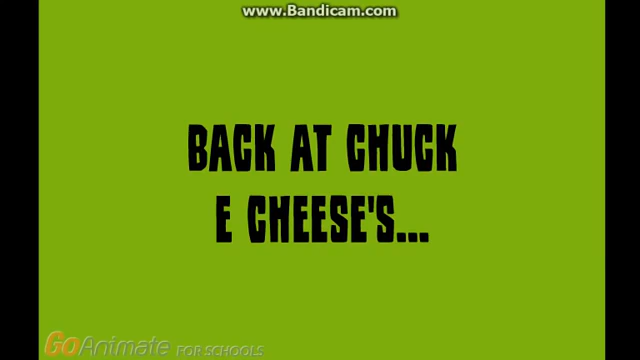 www.Bandicam.com
BACK AT CHUCK
E CHEESE'S...
GoAnimate FOR SCHOOLS